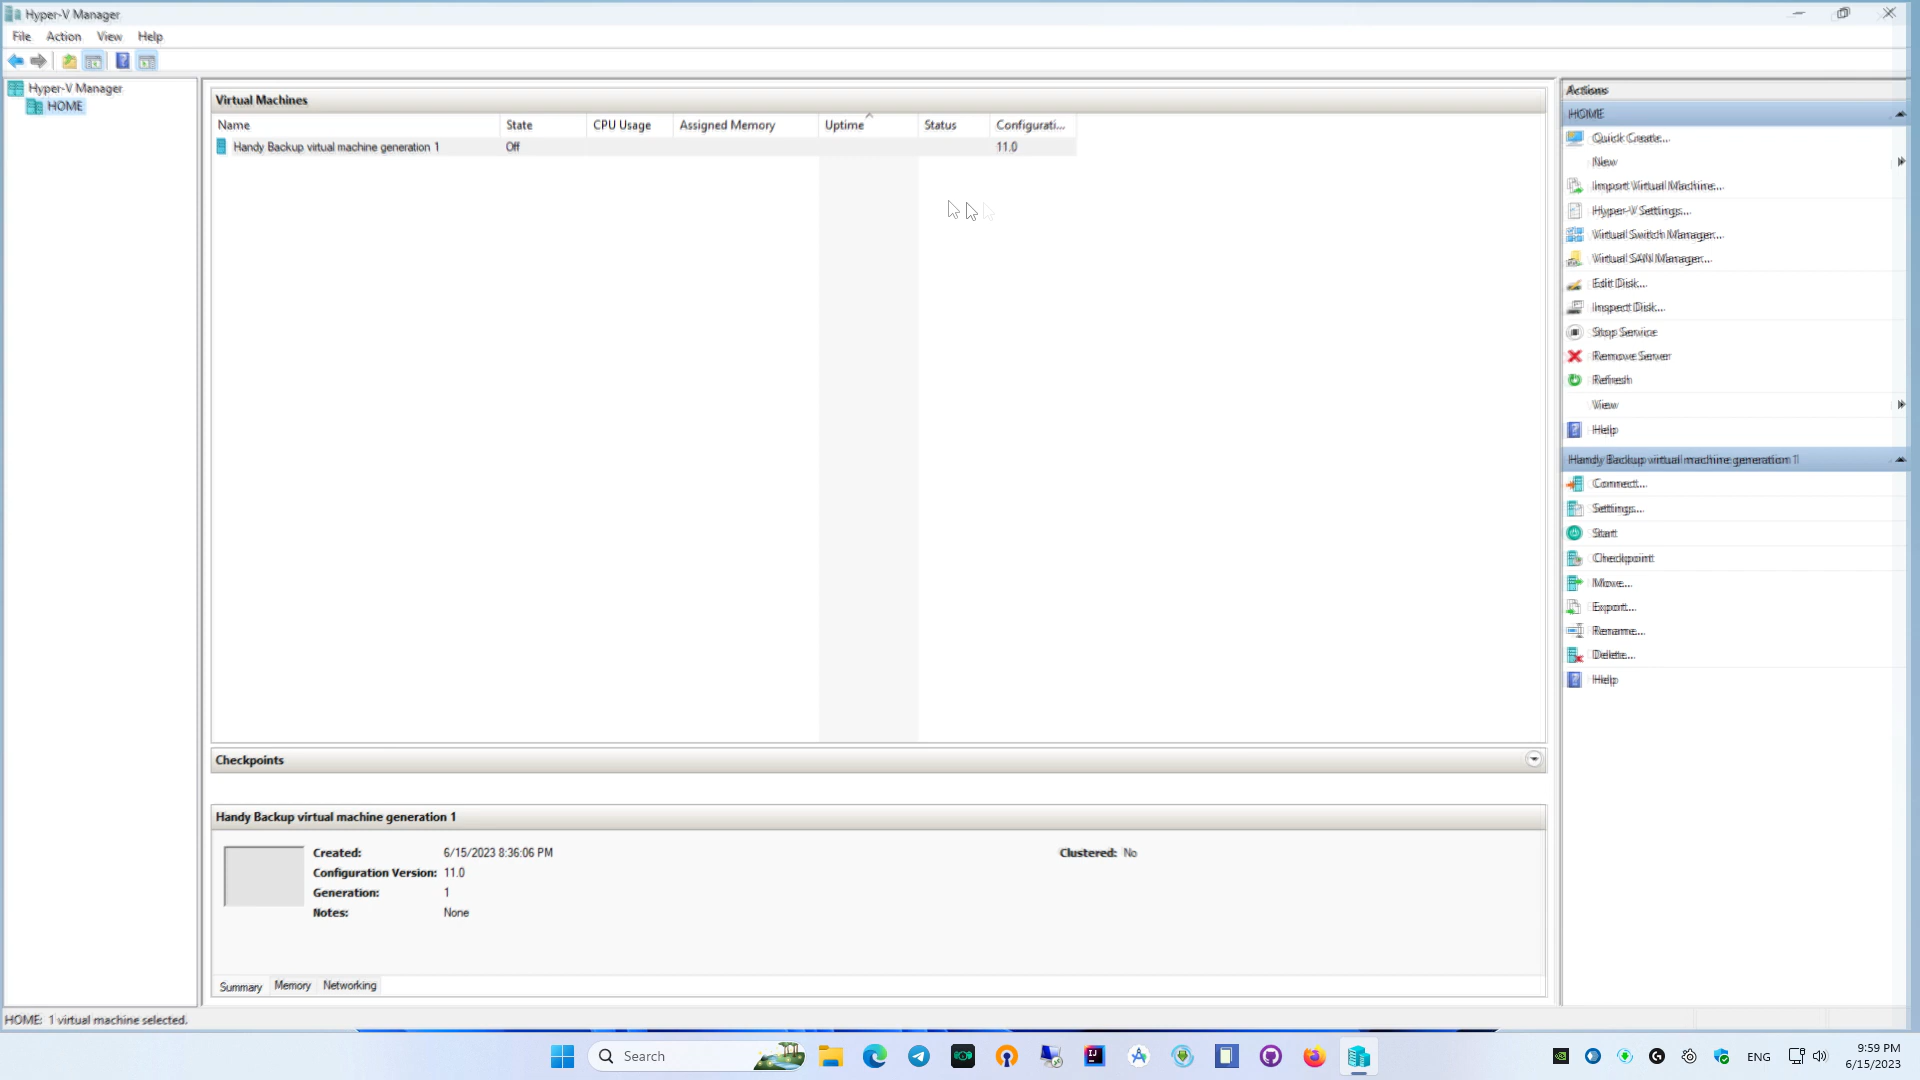 Hyper-V Manager
File Action View Help
Hyper-V Manager
HOME
Virtual Machines
Name State CPU Usage Assigned Memory Uptime Status Configurati...
Handy Backup virtual machine generation 1 Off 11.0
Checkpoints
Handy Backup virtual machine generation 1
Created: 6/15/2023 8:36:06 PM Clustered: No
Configuration Version: 11.0
Generation: 1
Notes: None
Summary Memory Networking
Actions
HOME
Quick Create...
New
Import Virtual Machine...
Hyper-V Settings...
Virtual Switch Manager...
Virtual SAN Manager...
Edit Disk...
Inspect Disk...
Stop Service
Remove Server
Refresh
View
Help
Handy Backup virtual machine generation 1
Connect...
Settings...
Start
Checkpoint
Move...
Export...
Rename...
Delete...
Help
HOME: 1 virtual machine selected.
Search
ENG
9:59 PM
6/15/2023